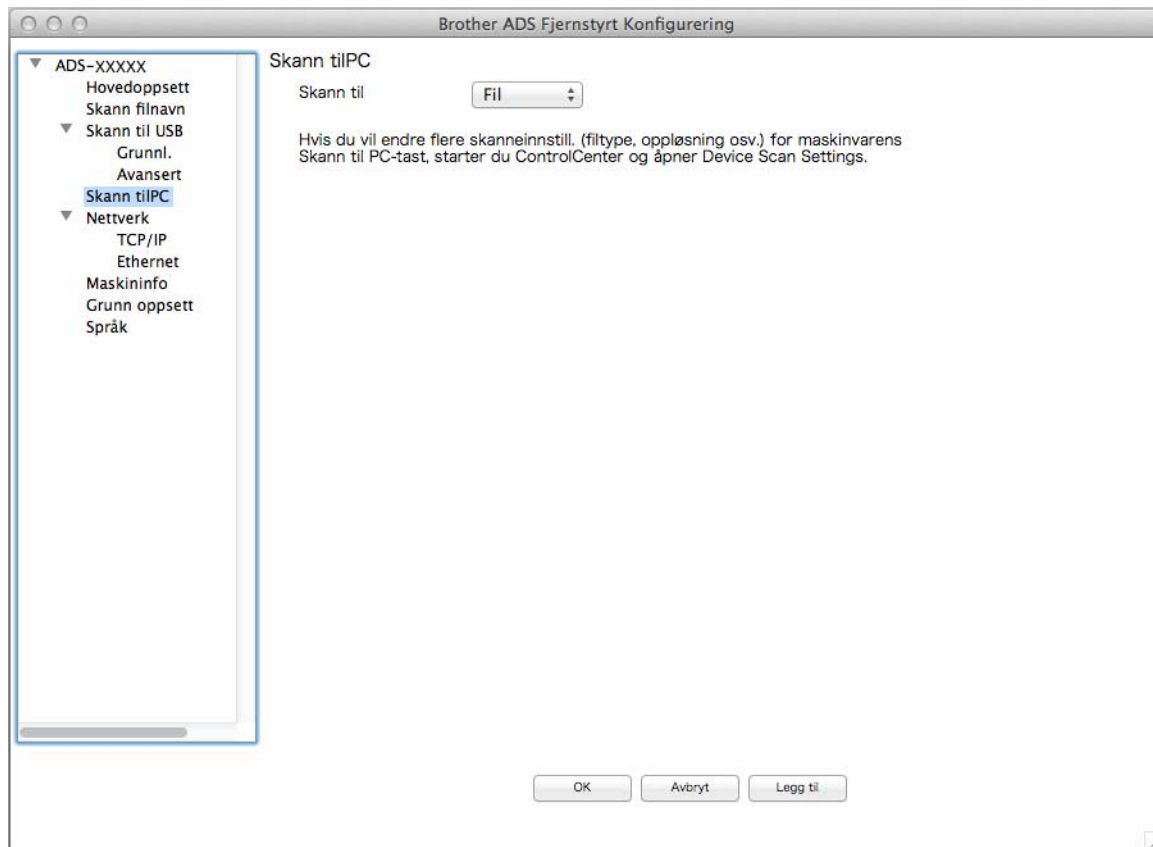 Brother ADS Fjernstyrt Konfigurering
ADS-XXXXX
Hovedoppsett
Skann filnavn
Skann til USB
Grunnl.
Avansert
Skann tilPC
Nettverk
TCP/IP
Ethernet
Maskininfo
Grunn oppsett
Språk
Skann tilPC
Skann til
Fil
Hvis du vil endre flere skanneinnstill. (filtype, oppløsning osv.) for maskinvarens
Skann til PC-tast, starter du ControlCenter og åpner Device Scan Settings.
OK
Avbryt
Legg til